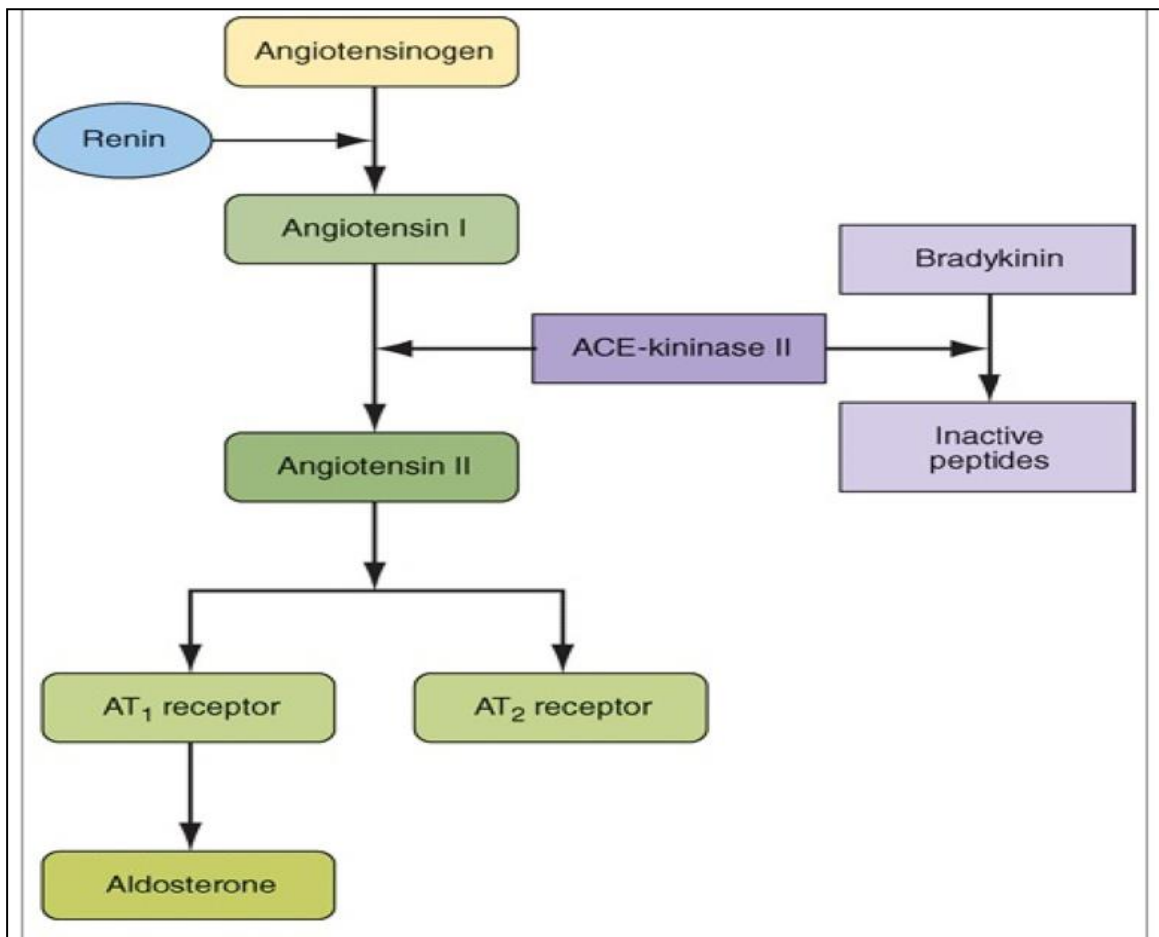 Angiotensinogen
Renin
Angiotensin I
Bradykinin
ACE-kininase II
Inactive
peptides
Angiotensin II
AT₁ receptor
AT₂ receptor
Aldosterone